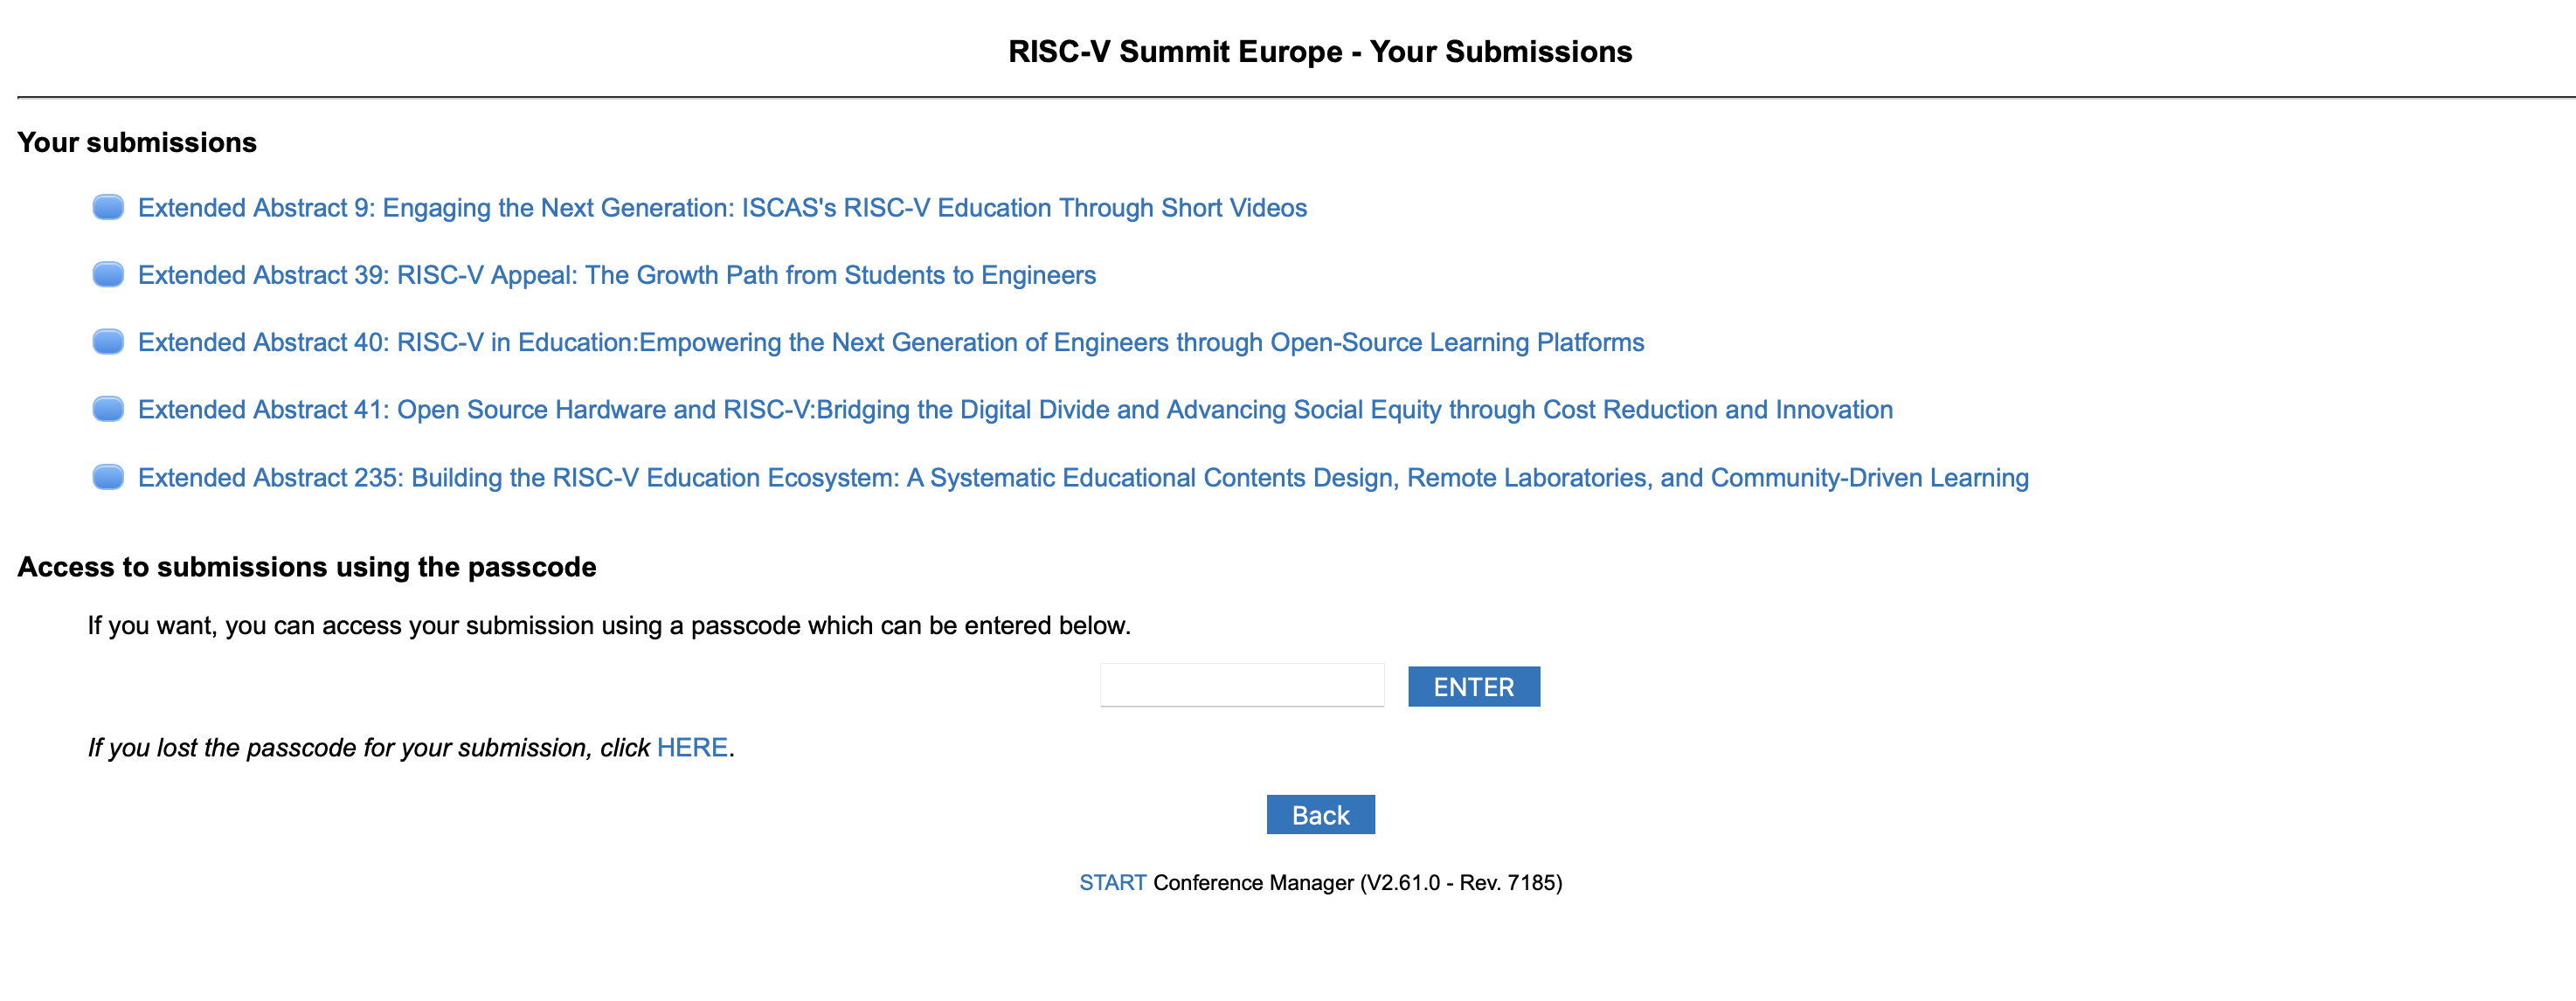 RISC-V Summit Europe - Your Submissions
Your submissions
Extended Abstract 9: Engaging the Next Generation: ISCAS's RISC-V Education Through Short Videos
Extended Abstract 39: RISC-V Appeal: The Growth Path from Students to Engineers
Extended Abstract 40: RISC-V in Education:Empowering the Next Generation of Engineers through Open-Source Learning Platforms
Extended Abstract 41: Open Source Hardware and RISC-V:Bridging the Digital Divide and Advancing Social Equity through Cost Reduction and Innovation
Extended Abstract 235: Building the RISC-V Education Ecosystem: A Systematic Educational Contents Design, Remote Laboratories, and Community-Driven Learning
Access to submissions using the passcode
If you want, you can access your submission using a passcode which can be entered below.
ENTER
If you lost the passcode for your submission, click HERE.
Back
START Conference Manager (V2.61.0 - Rev. 7185)